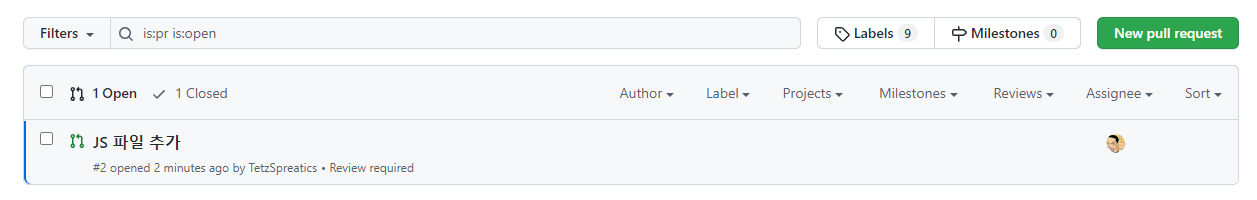 Filters is:pr is:open Labels 9 Milestones 0 New pull request
1 Open 1 Closed Author Label Projects Milestones Reviews Assignee Sort
JS 파일 추가
#2 opened 2 minutes ago by TetzSpreatics • Review required